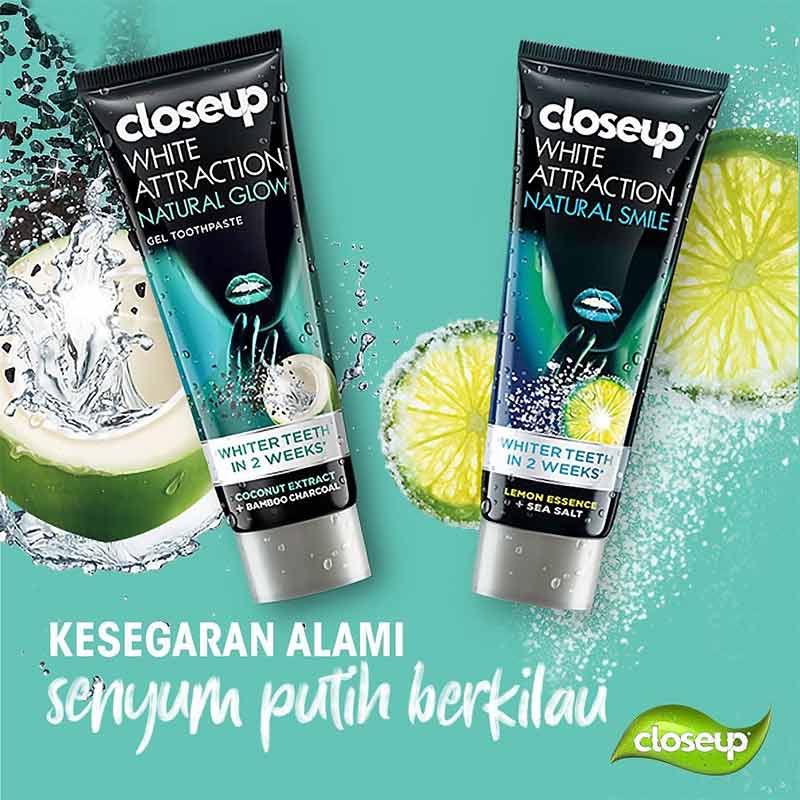 closeup
WHITE
ATTRACTION
NATURAL GLOW
GEL TOOTHPASTE
WHITER TEETH
IN 2 WEEKS*
COCONUT EXTRACT
+ BAMBOO CHARCOAL
closeup
WHITE
ATTRACTION
NATURAL SMILE
WHITER TEETH
IN 2 WEEKS*
LEMON ESSENCE
+ SEA SALT
KESEGARAN ALAMI
senyum putih berkilau
closeup